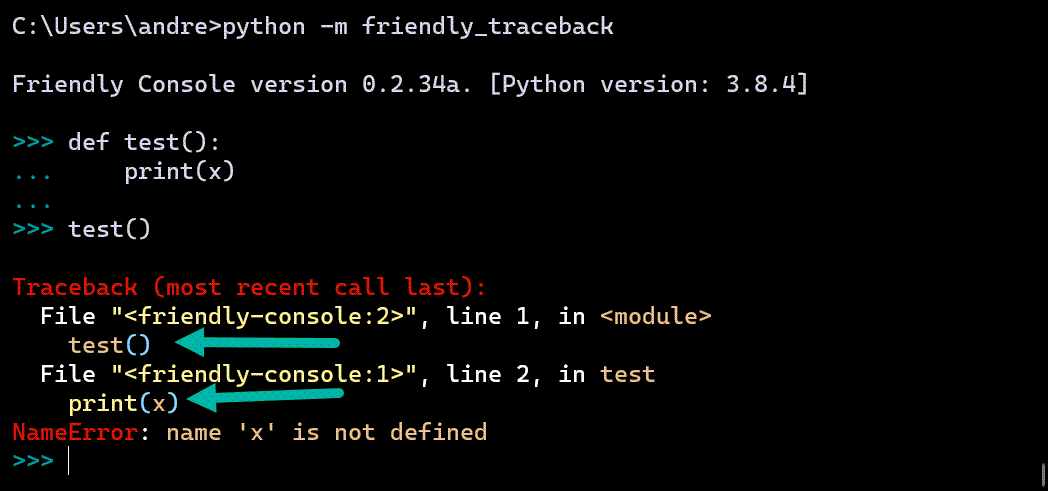 C:\Users\andre>python -m friendly_traceback
Friendly Console version 0.2.34a. [Python version: 3.8.4]
>>> def test():
...     print(x)
...
>>> test()
Traceback (most recent call last):
  File "<friendly-console:2>", line 1, in <module>
    test()
  File "<friendly-console:1>", line 2, in test
    print(x)
NameError: name 'x' is not defined
>>>